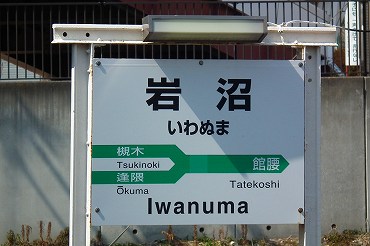 岩沼
いわぬま
槻木
Tsukinoki
逢隈
Ōkuma
館腰
Tatekoshi
Iwanuma